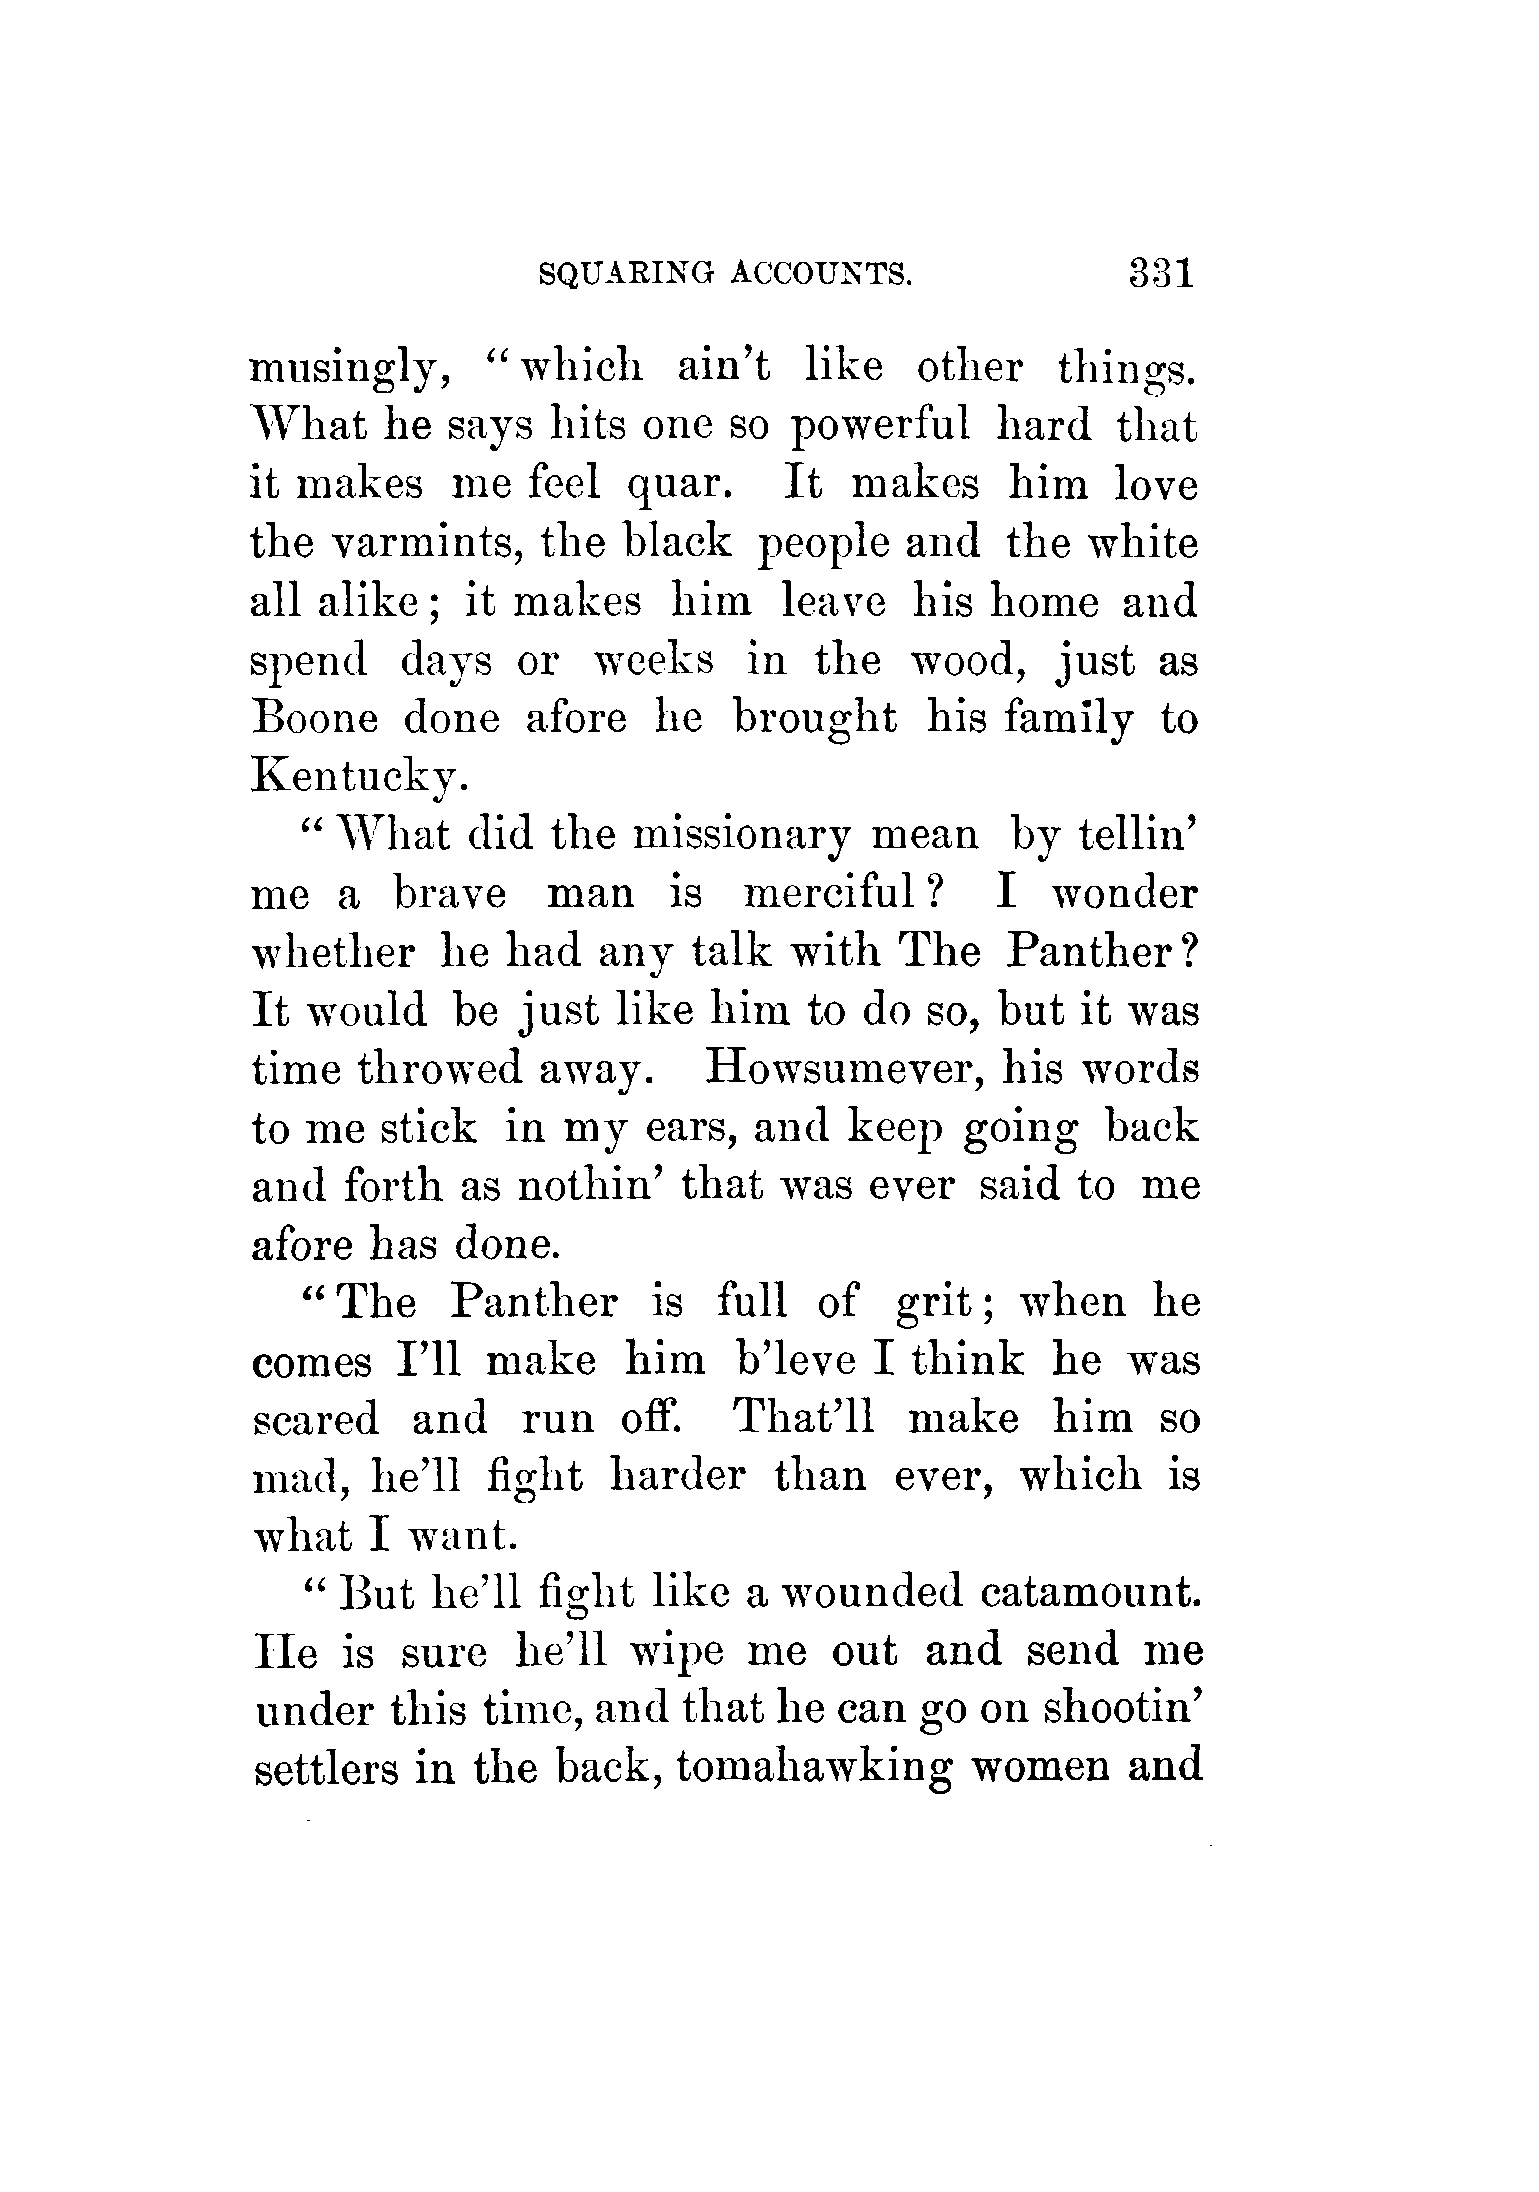 SQUARING ACCOUNTS. 331
musingly, “which ain’t like other things.
What he says hits one so powerful hard that
it makes me feel quar. It makes him love
the varmints, the black people and the white
all alike; it makes him leave his home and
spend days or weeks in the wood, just as
Boone done afore he brought his family to
Kentucky.
“What did the missionary mean by tellin’
me a brave man is merciful? I wonder
whether he had any talk with The Panther?
It would be just like him to do so, but it was
time throwed away. Howsumever, his words
to me stick in my ears, and keep going back
and forth as nothin’ that was ever said to me
afore has done.
“The Panther is full of grit; when he
comes I’ll make him b’leve I think he was
scared and run off. That’ll make him so
mad, he’ll fight harder than ever, which is
what I want.
“But he’ll fight like a wounded catamount.
He is sure he’ll wipe me out and send me
under this time, and that he can go on shootin’
settlers in the back, tomahawking women and